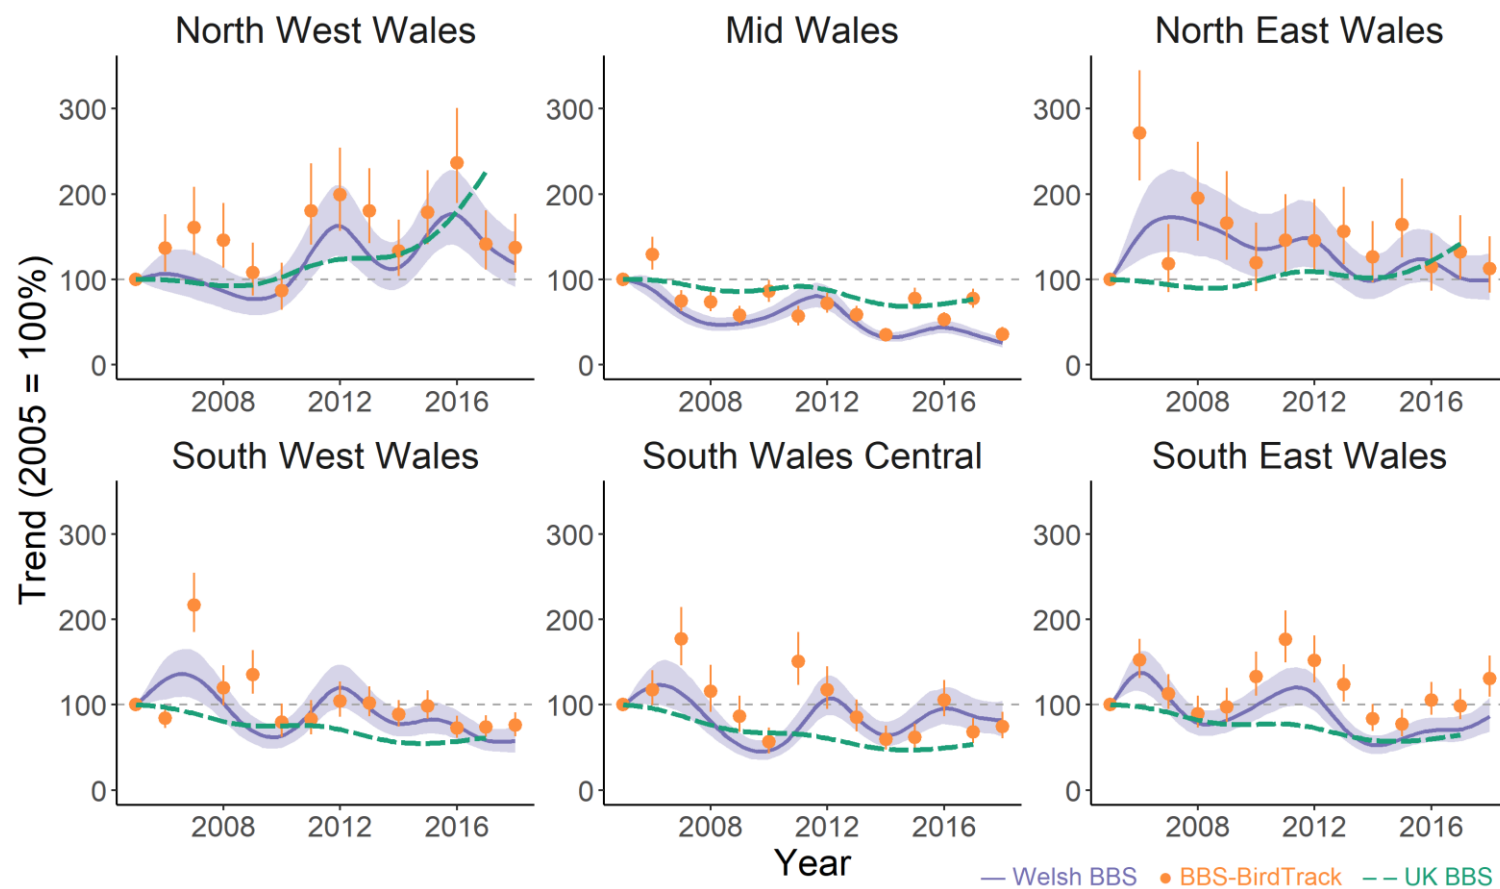 North West Wales Mid Wales North East Wales
300 300 300
200 200 200
100 100 100
0 0 0
2008 2012 2016 2008 2012 2016 2008 2012 2016
Trend (2005 = 100%)
South West Wales South Wales Central South East Wales
300 300 300
200 200 200
100 100 100
0 0 0
2008 2012 2016 2008 2012 2016 2008 2012 2016
Year
Welsh BBS BBS-BirdTrack UK BBS